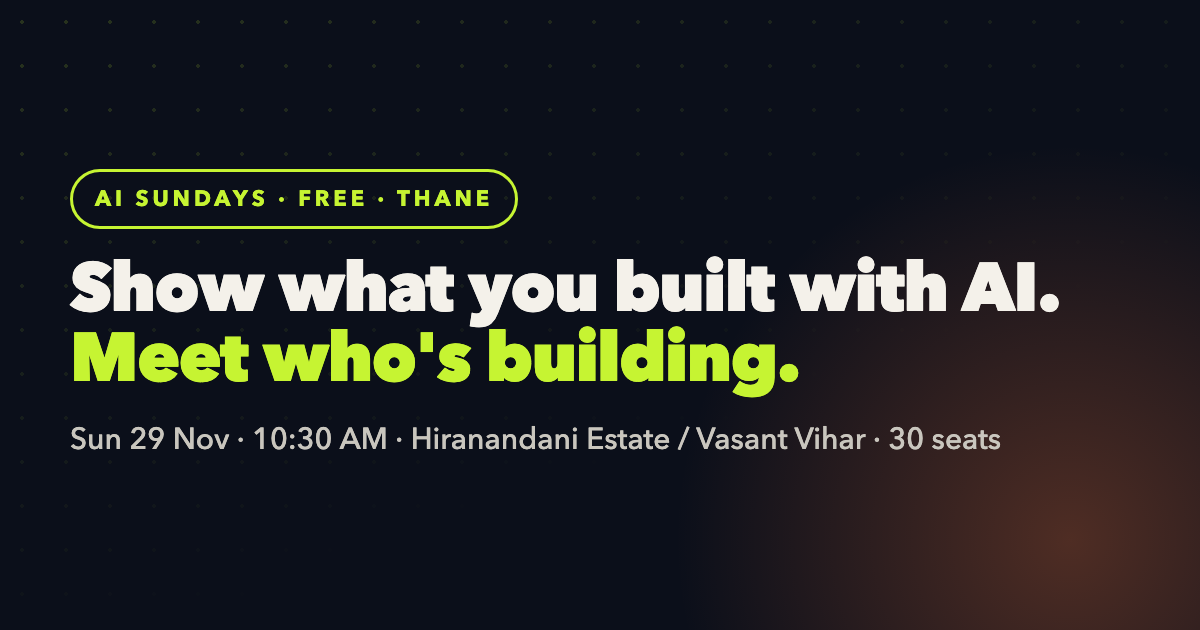 AI SUNDAYS · FREE · THANE
Show what you built with AI.
Meet who's building.
Sun 29 Nov · 10:30 AM · Hiranandani Estate / Vasant Vihar · 30 seats